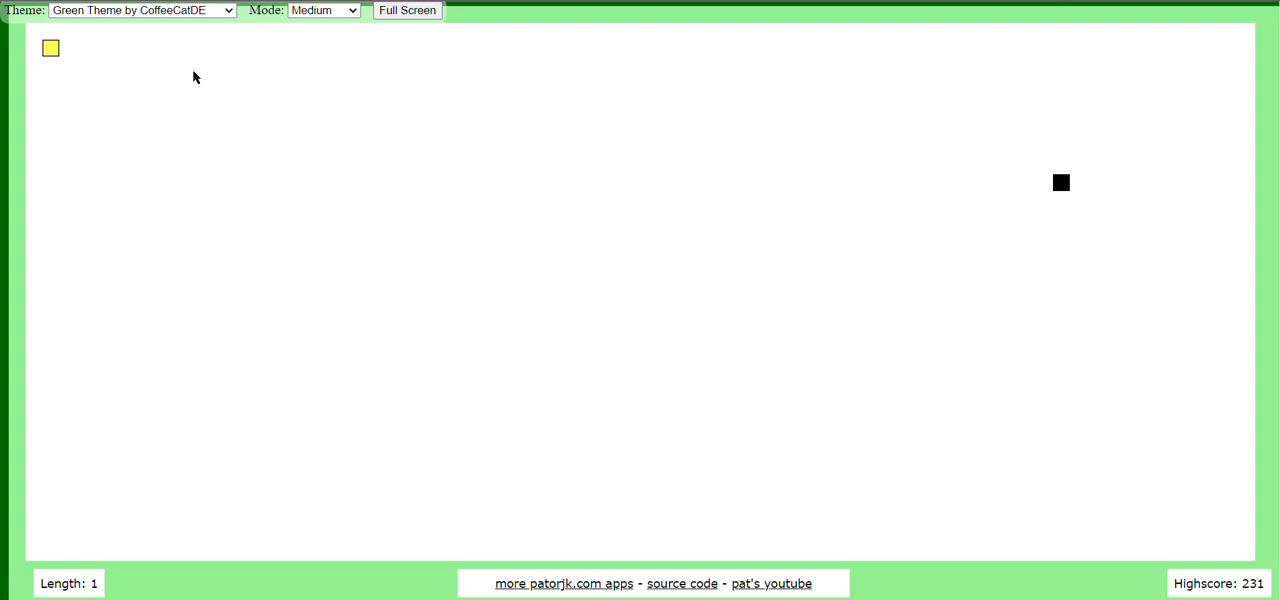 Theme: Green Theme by CoffeeCatDE Mode: Medium Full Screen
Length: 1 more patorjk.com apps - source code - pat's youtube Highscore: 231